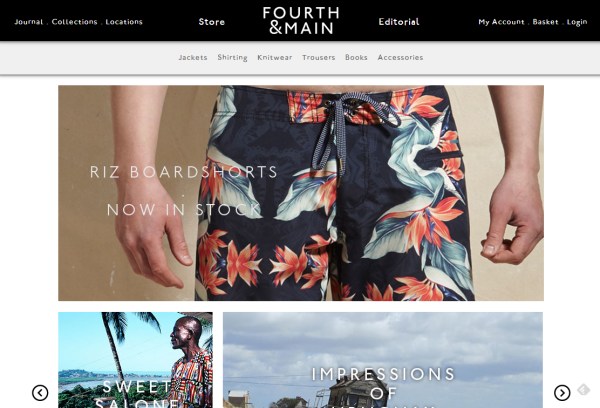 Journal . Collections . Locations
Store
FOURTH
&MAIN
Editorial
My Account . Basket . Login
Jackets Shirting Knitwear Trousers Books Accessories
RIZ BOARDSHORTS
NOW IN STOCK
SWEET
SALONE
IMPRESSIONS
OF